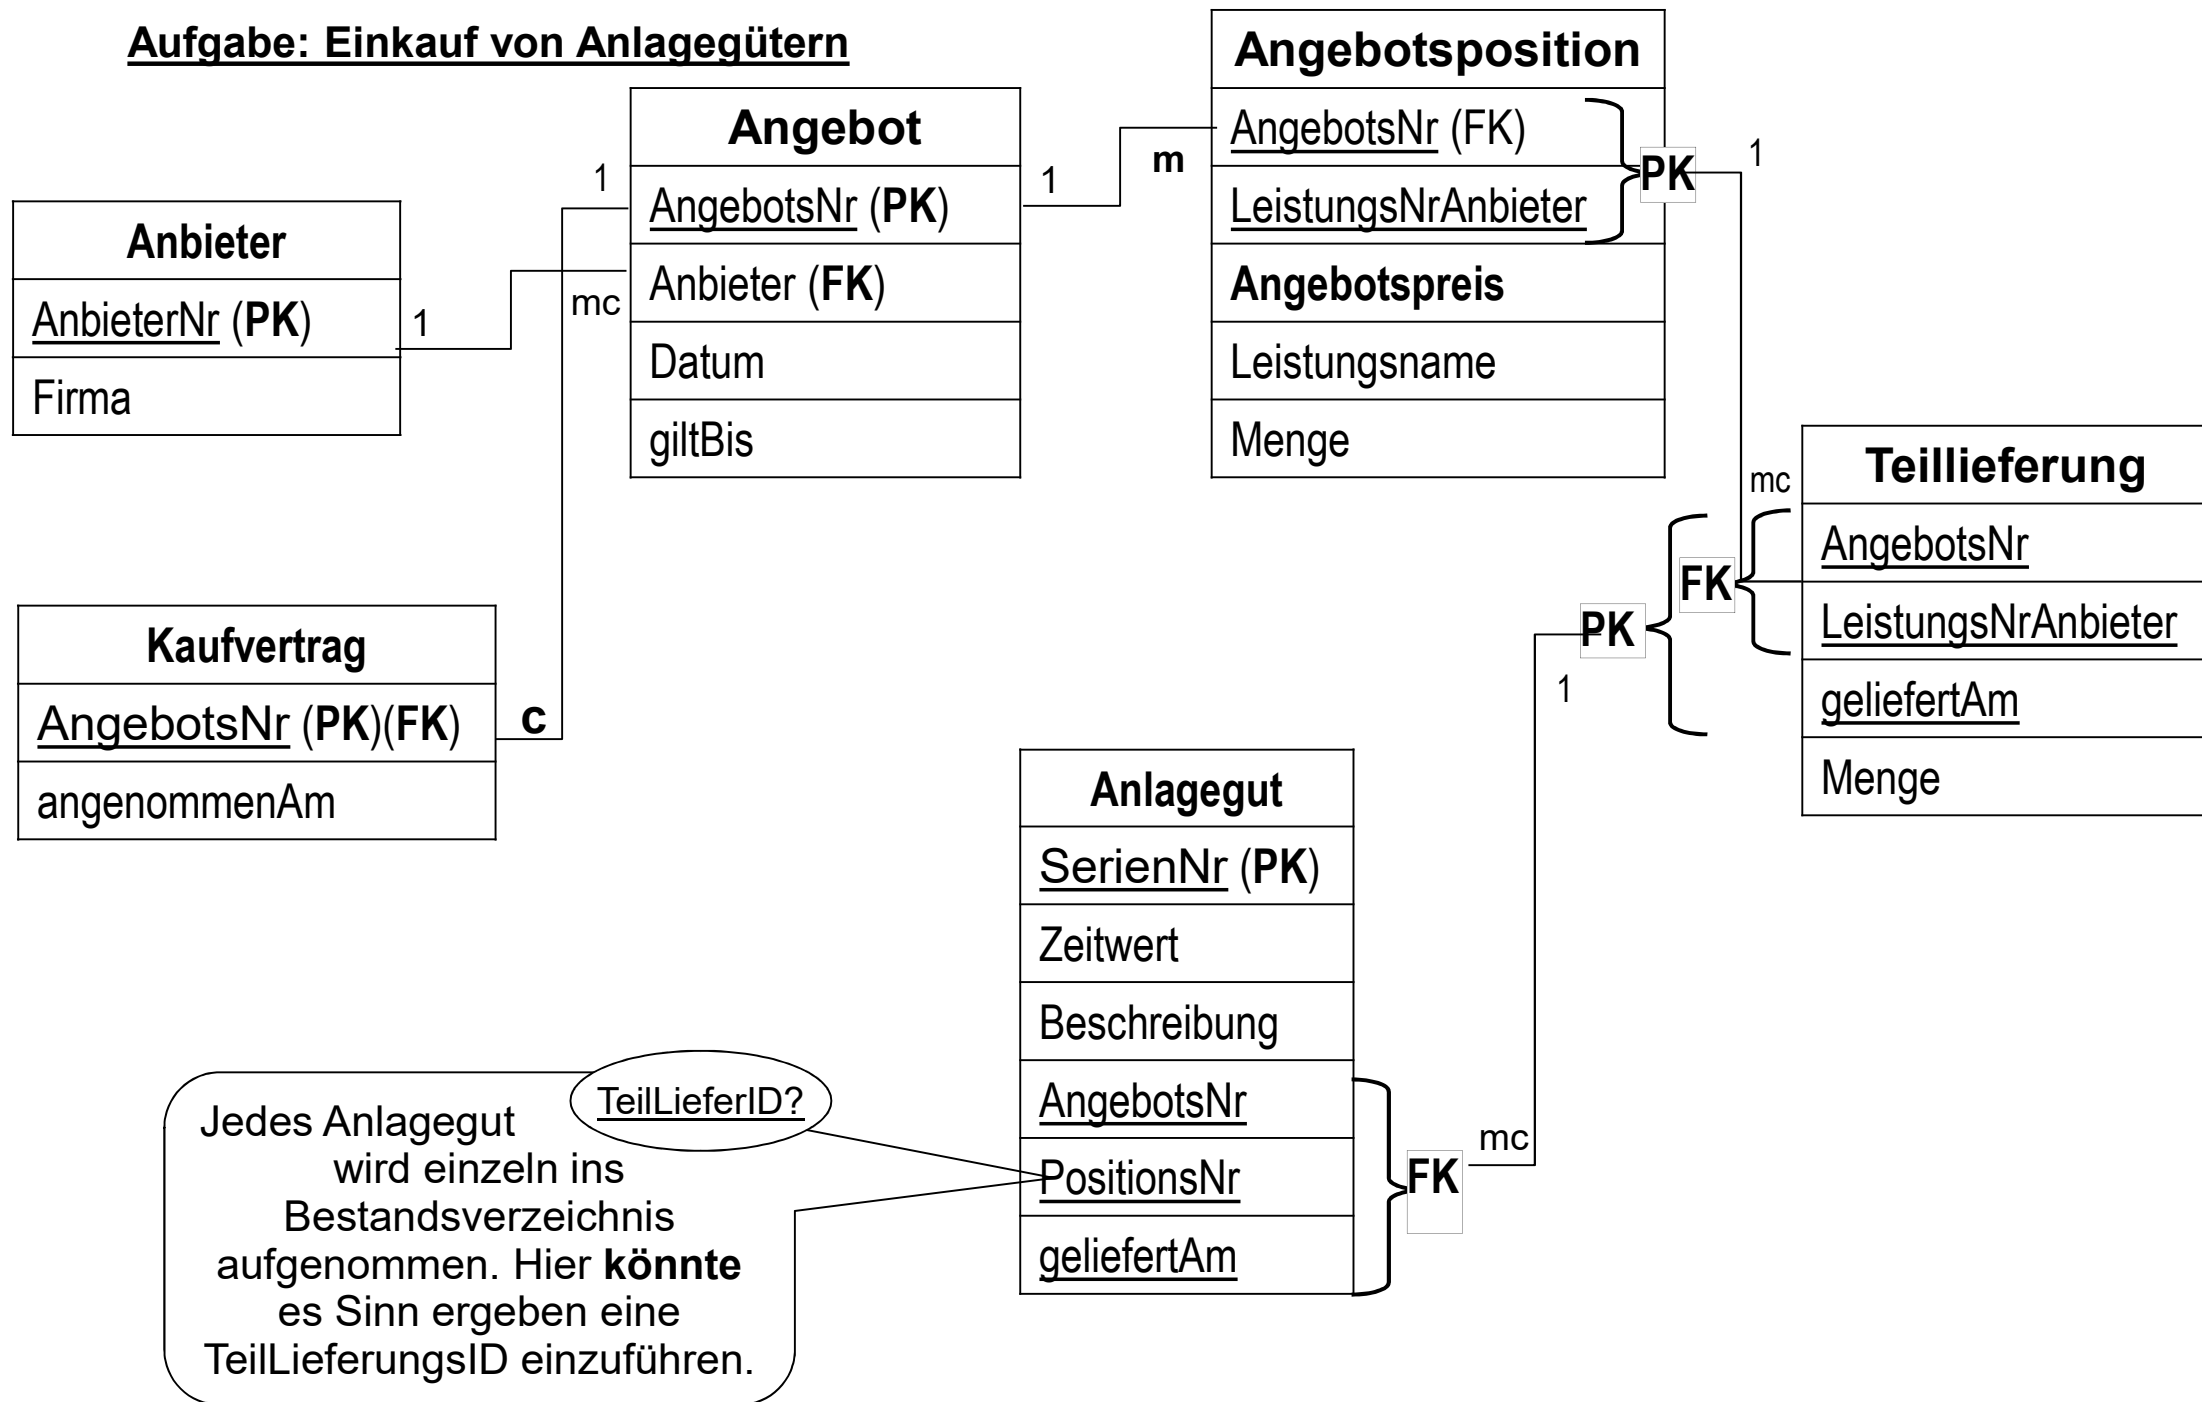 Aufgabe: Einkauf von Anlagegütern
Anbieter
AnbieterNr (PK)
Firma
1
mc
1
Angebot
AngebotsNr (PK)
Anbieter (FK)
Datum
giltBis
1
m
Angebotsposition
AngebotsNr (FK)
LeistungsNrAnbieter
PK
1
Angebotspreis
Leistungsname
Menge
Kaufvertrag
AngebotsNr (PK)(FK)
angenommenAm
c
mc
Teillieferung
AngebotsNr
LeistungsNrAnbieter
geliefertAm
Menge
FK
PK
1
Anlagegut
SerienNr (PK)
Zeitwert
Beschreibung
AngebotsNr
PositionsNr
geliefertAm
FK
mc
TeilLieferID?
Jedes Anlagegut
wird einzeln ins
Bestandsverzeichnis
aufgenommen. Hier könnte
es Sinn ergeben eine
TeilLieferungsID einzuführen.